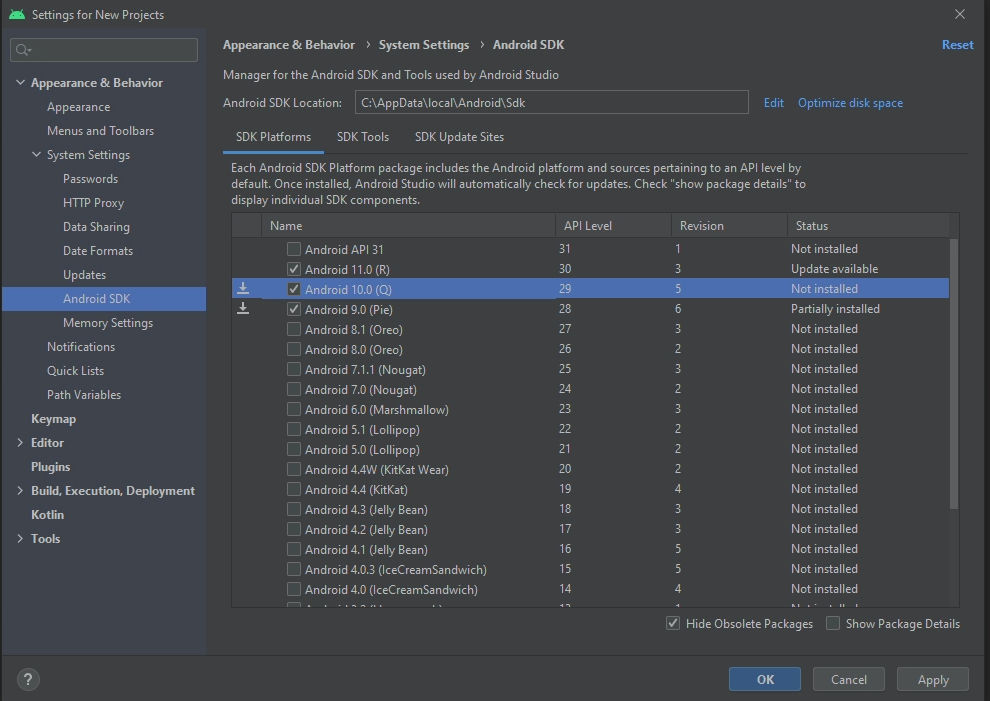 Settings for New Projects
Appearance & Behavior › System Settings › Android SDK
Reset
Manager for the Android SDK and Tools used by Android Studio
Android SDK Location: C:\AppData\local\Android\Sdk Edit Optimize disk space
SDK Platforms SDK Tools SDK Update Sites
Each Android SDK Platform package includes the Android platform and sources pertaining to an API level by
default. Once installed, Android Studio will automatically check for updates. Check "show package details" to
display individual SDK components.
Name API Level Revision Status
Android API 31 31 1 Not installed
Android 11.0 (R) 30 3 Update available
Android 10.0 (Q) 29 5 Not installed
Android 9.0 (Pie) 28 6 Partially installed
Android 8.1 (Oreo) 27 3 Not installed
Android 8.0 (Oreo) 26 2 Not installed
Android 7.1.1 (Nougat) 25 3 Not installed
Android 7.0 (Nougat) 24 2 Not installed
Android 6.0 (Marshmallow) 23 3 Not installed
Android 5.1 (Lollipop) 22 2 Not installed
Android 5.0 (Lollipop) 21 2 Not installed
Android 4.4W (KitKat Wear) 20 2 Not installed
Android 4.4 (KitKat) 19 4 Not installed
Android 4.3 (Jelly Bean) 18 3 Not installed
Android 4.2 (Jelly Bean) 17 3 Not installed
Android 4.1 (Jelly Bean) 16 5 Not installed
Android 4.0.3 (IceCreamSandwich) 15 5 Not installed
Android 4.0 (IceCreamSandwich) 14 4 Not installed
Hide Obsolete Packages Show Package Details
Appearance & Behavior
Appearance
Menus and Toolbars
System Settings
Passwords
HTTP Proxy
Data Sharing
Date Formats
Updates
Android SDK
Memory Settings
Notifications
Quick Lists
Path Variables
Keymap
Editor
Plugins
Build, Execution, Deployment
Kotlin
Tools
?
OK Cancel Apply